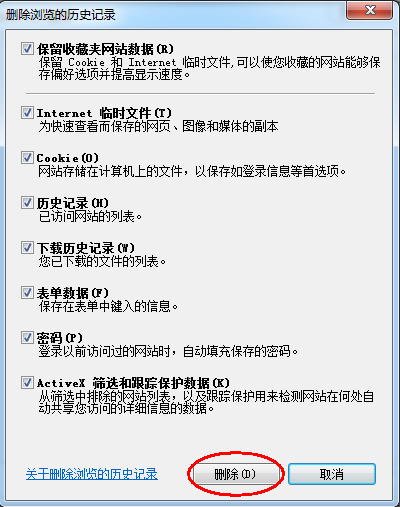 删除浏览的历史记录
保留收藏夹网站数据(R)
保留 Cookie 和 Internet 临时文件,可以使您收藏的网站能够保
存偏好选项并提高显示速度。
Internet 临时文件(T)
为快速查看而保存的网页、图像和媒体的副本
Cookie(O)
网站存储在计算机上的文件，以保存如登录信息等首选项。
历史记录(H)
已访问网站的列表。
下载历史记录(W)
您已下载的文件的列表。
表单数据(F)
保存在表单中键入的信息。
密码(P)
登录以前访问过的网站时，自动填充保存的密码。
ActiveX 筛选和跟踪保护数据(K)
从筛选中排除的网站列表，以及跟踪保护用来检测网站在何处自
动共享您访问的详细信息的数据。
关于删除浏览的历史记录
删除(D)
取消